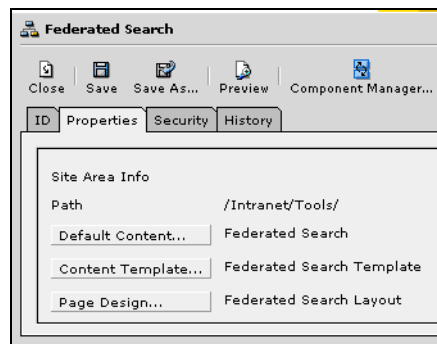 Federated Search
Close Save Save As... Preview Component Manager...
ID Properties Security History
Site Area Info
Path /Intranet/Tools/
Default Content... Federated Search
Content Template... Federated Search Template
Page Design... Federated Search Layout